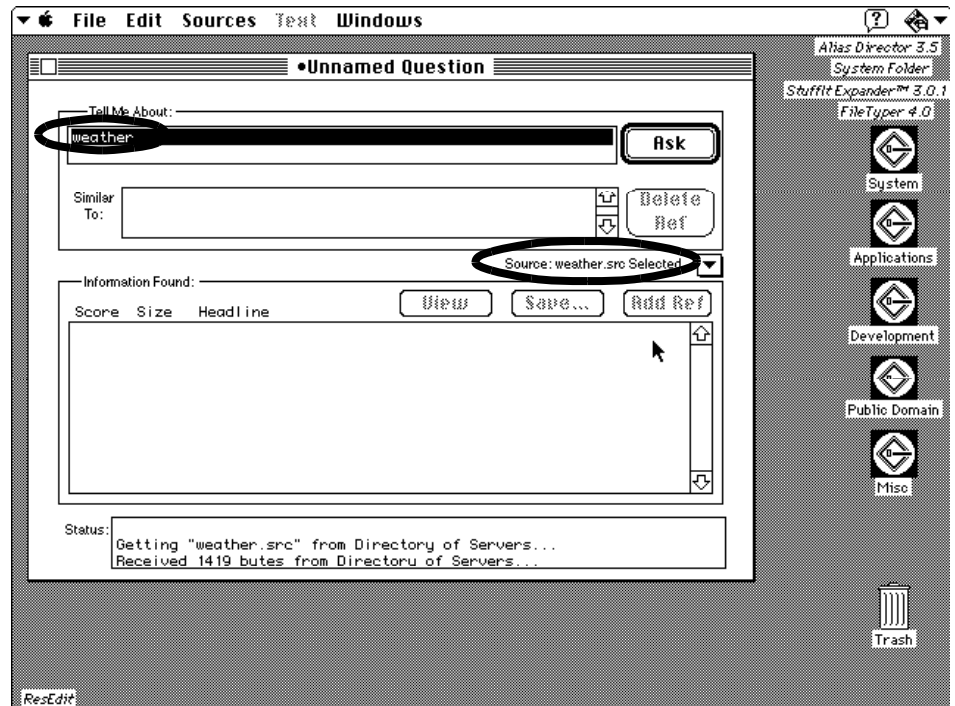 File Edit Sources Text Windows
•Unnamed Question
Tell Me About:
weather
Ask
Similar
To:
Delete
Ref
Source: weather.src Selected
Information Found:
View Save... Add Ref
Score Size Headline
Status:
Getting "weather.src" from Directory of Servers...
Received 1419 bytes from Directory of Servers...
Alias Director 3.5
System Folder
StuffIt Expander™ 3.0.1
FileTyper 4.0
System
Applications
Development
Public Domain
Misc
Trash
ResEdit